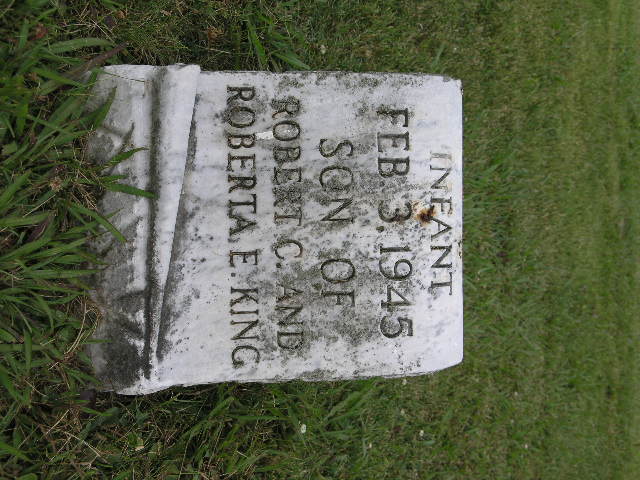 INFANT
FEB. 3. 1945
SON OF
ROBERT C. AND
ROBERTA E. KING